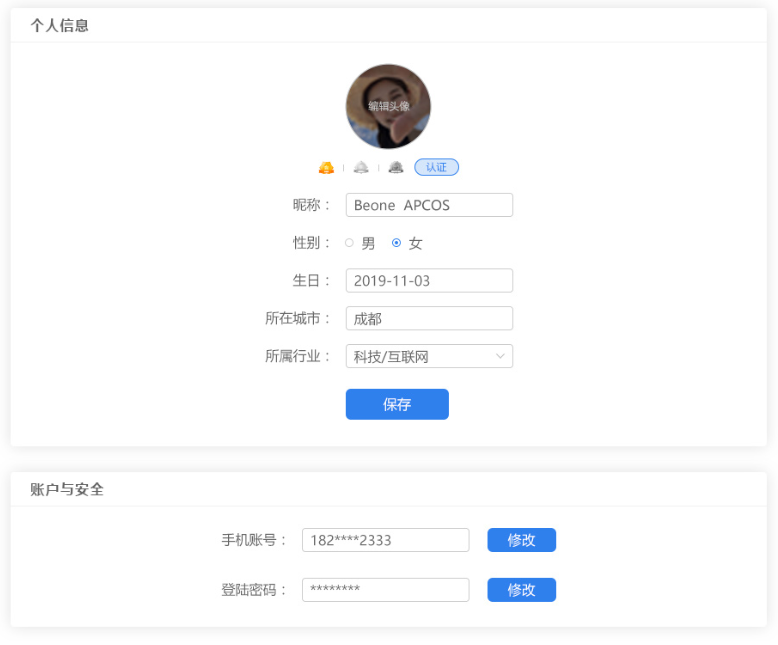 个人信息
编辑头像
认证
昵称： Beone APCOS
性别： 男 女
生日： 2019-11-03
所在城市： 成都
所属行业： 科技/互联网
保存
账户与安全
手机账号： 182****2333 修改
登陆密码： ******** 修改